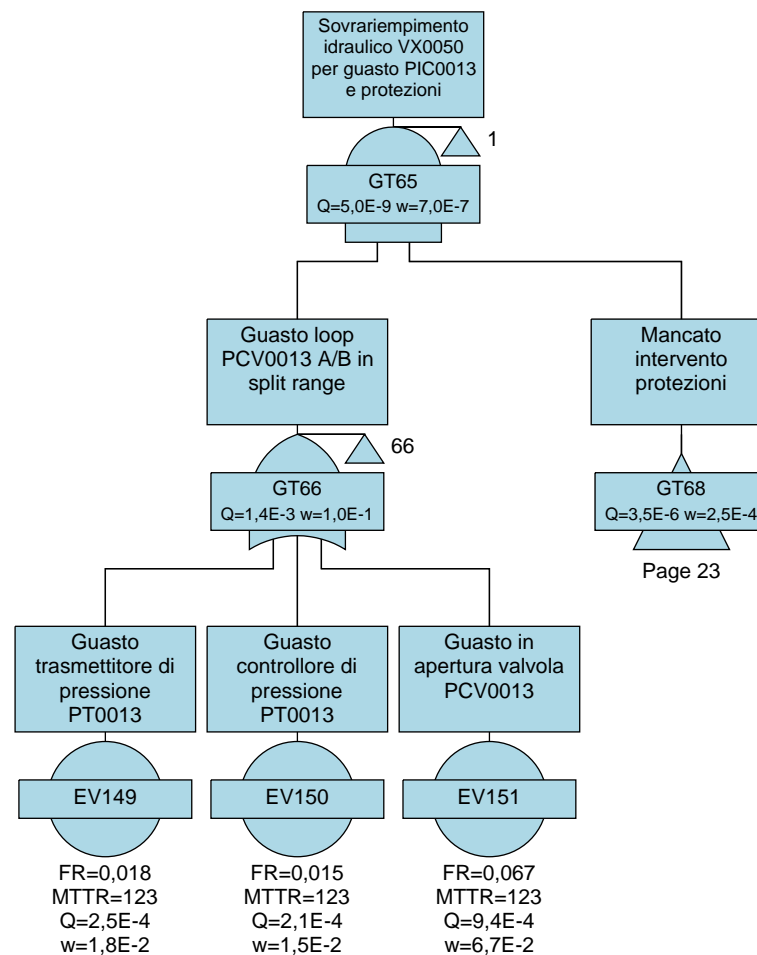 Sovrariempimento
idraulico VX0050
per guasto PIC0013
e protezioni
1
GT65
Q=5,0E-9 w=7,0E-7
Guasto loop
PCV0013 A/B in
split range
Mancato
intervento
protezioni
66
GT66
Q=1,4E-3 w=1,0E-1
GT68
Q=3,5E-6 w=2,5E-4
Page 23
Guasto
trasmettitore di
pressione
PT0013
Guasto
controllore di
pressione
PT0013
Guasto in
apertura valvola
PCV0013
EV149
EV150
EV151
FR=0,018
MTTR=123
Q=2,5E-4
w=1,8E-2
FR=0,015
MTTR=123
Q=2,1E-4
w=1,5E-2
FR=0,067
MTTR=123
Q=9,4E-4
w=6,7E-2